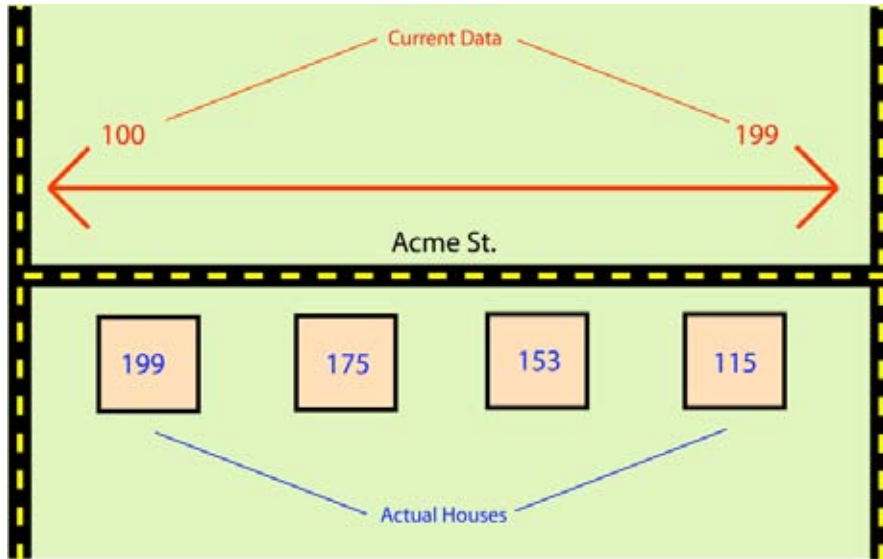 Current Data
100 199
Acme St.
199 175 153 115
Actual Houses